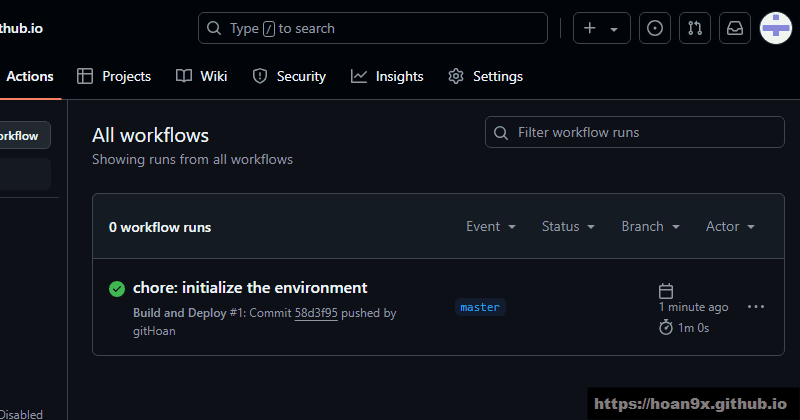 thub.io
Type / to search
Actions
Projects
Wiki
Security
Insights
Settings
orkflow
All workflows
Showing runs from all workflows
Filter workflow runs
0 workflow runs
Event
Status
Branch
Actor
chore: initialize the environment
Build and Deploy #1: Commit 58d3f95 pushed by
gitHoan
master
1 minute ago
1m 0s
Disabled
https://hoan9x.github.io